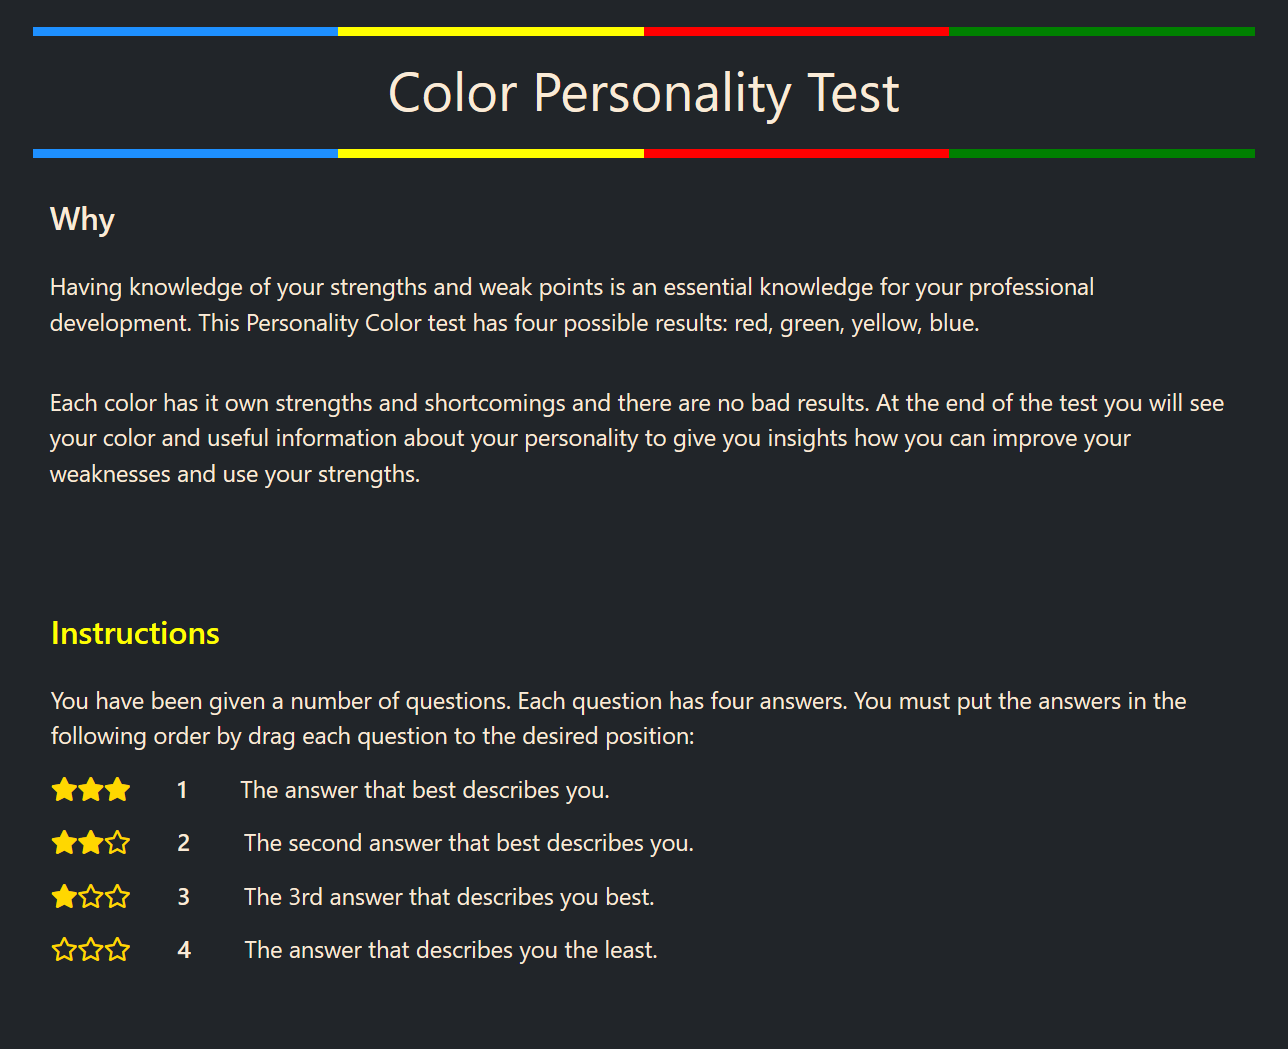 Color Personality Test
Why
Having knowledge of your strengths and weak points is an essential knowledge for your professional
development. This Personality Color test has four possible results: red, green, yellow, blue.
Each color has it own strengths and shortcomings and there are no bad results. At the end of the test you will see
your color and useful information about your personality to give you insights how you can improve your
weaknesses and use your strengths.
Instructions
You have been given a number of questions. Each question has four answers. You must put the answers in the
following order by drag each question to the desired position:
1 The answer that best describes you.
2 The second answer that best describes you.
3 The 3rd answer that describes you best.
4 The answer that describes you the least.